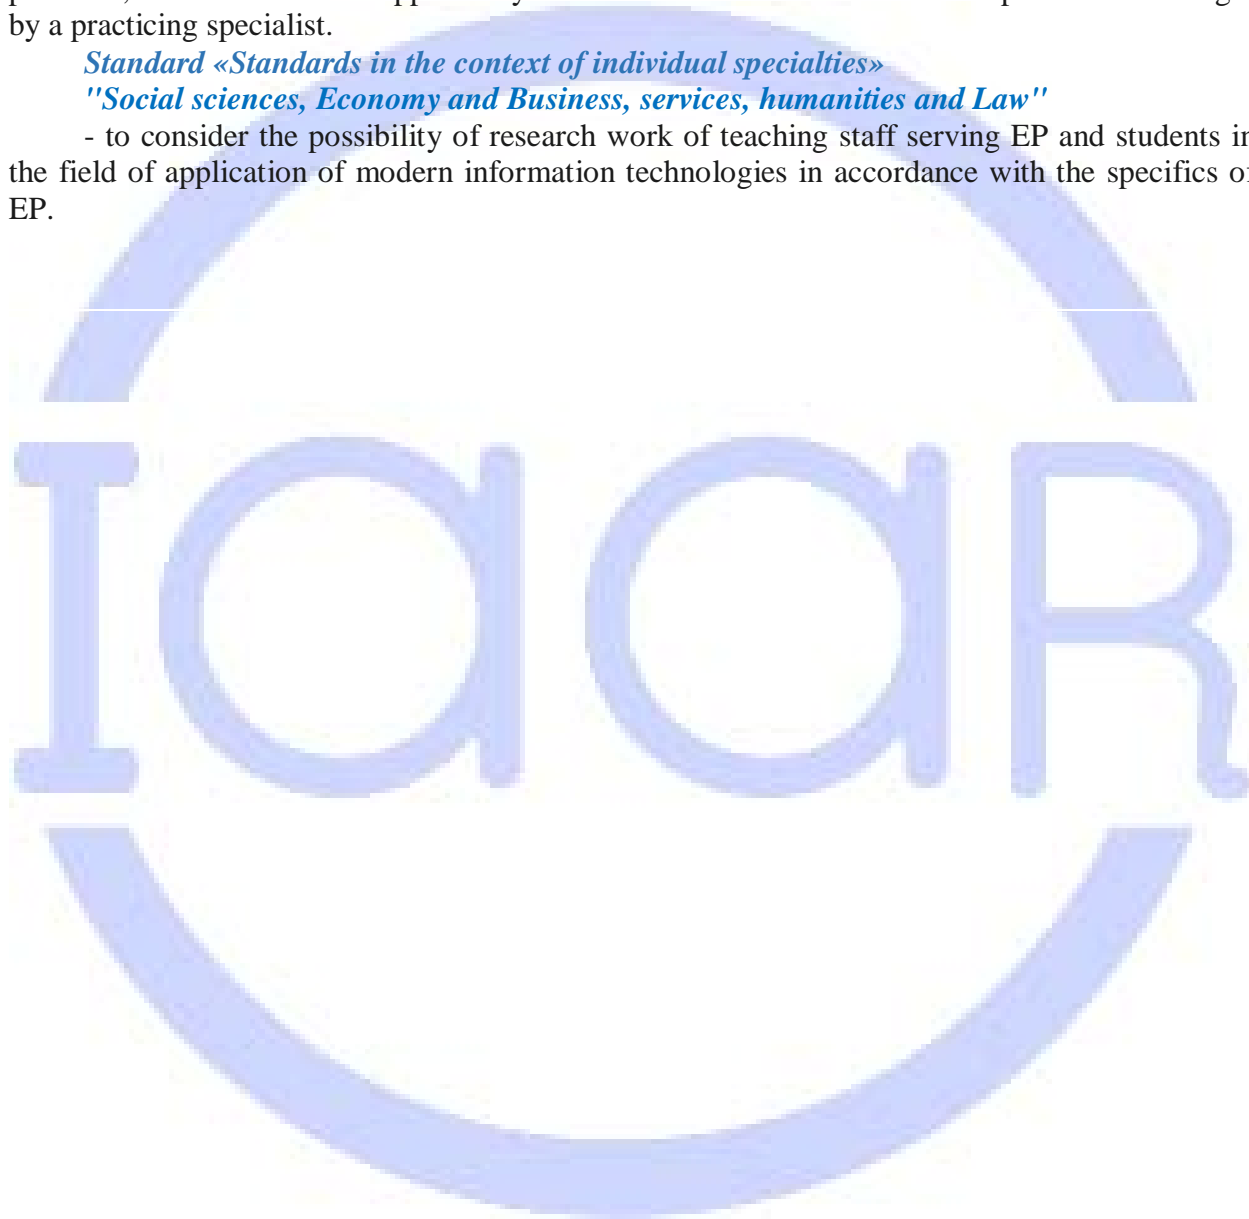 by a practicing specialist.
Standard «Standards in the context of individual specialties»
"Social sciences, Economy and Business, services, humanities and Law"
- to consider the possibility of research work of teaching staff serving EP and students in
the field of application of modern information technologies in accordance with the specifics of
EP.
IaaR